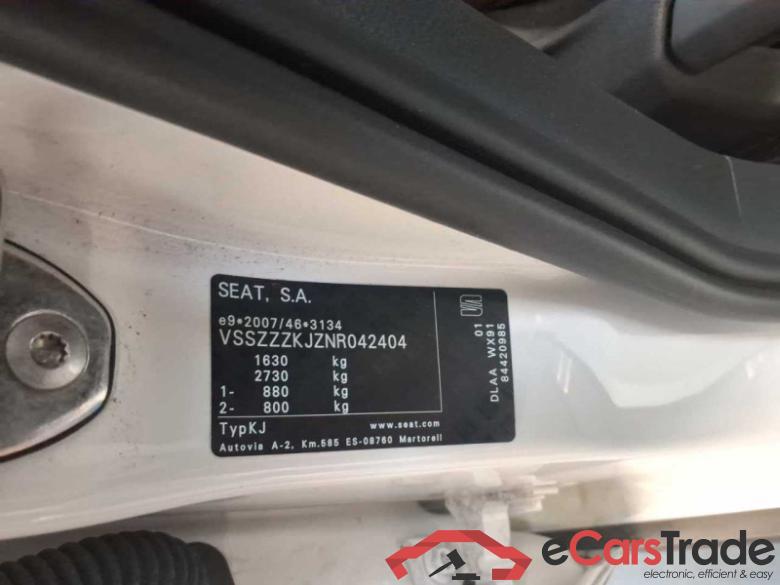 SEAT, S.A.
e9*2007/46*3134
VSSZZZKJZNR042404
1630 kg
2730 kg
1- 880 kg
2- 800 kg
TypKJ www.seat.com
Autovia A-2, Km.585 ES-08760 Martorell
01
DLAA WX91
84420985
eCarsTrade
electronic, efficient & easy